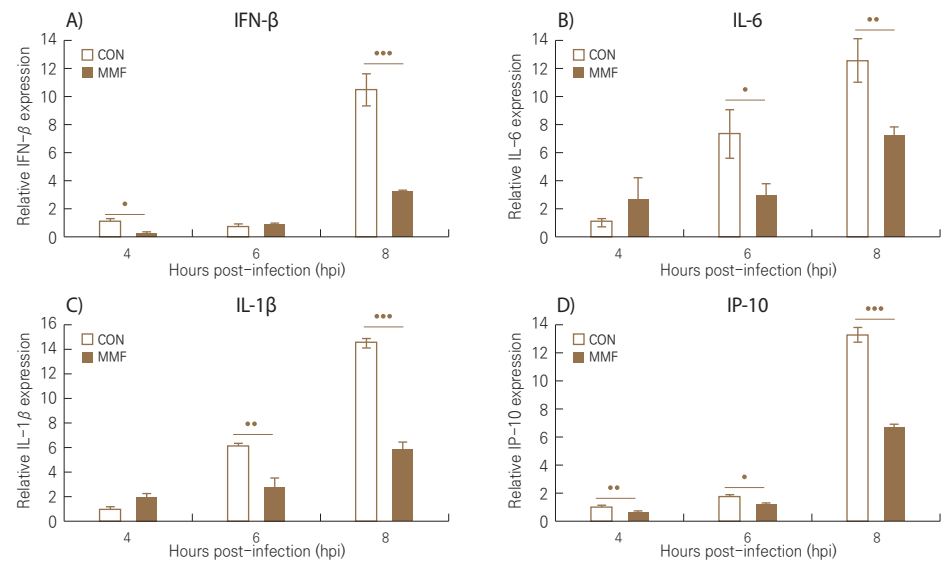 A)
IFN-β
Relative IFN−β expression
14
12
10
8
6
4
2
0
CON
MMF
•
•••
4 6 8
Hours post−infection (hpi)
B)
IL-6
Relative IL−6 expression
14
12
10
8
6
4
2
0
CON
MMF
•
••
4 6 8
Hours post−infection (hpi)
C)
IL-1β
Relative IL−1β expression
16
14
12
10
8
6
4
2
0
CON
MMF
••
•••
4 6 8
Hours post−infection (hpi)
D)
IP-10
Relative IP−10 expression
14
12
10
8
6
4
2
0
CON
MMF
••
•
•••
4 6 8
Hours post−infection (hpi)